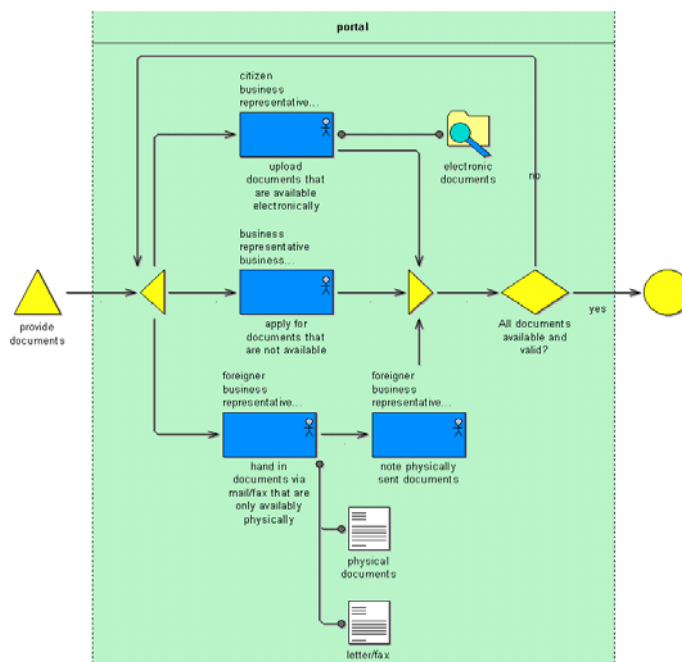 portal
citizen
business
representative...
upload
documents that
are available
electronically
electronic
documents
no
business
representative
business...
apply for
documents that
are not available
provide
documents
All documents
available and
valid?
yes
foreigner
business
representative...
hand in
documents via
mail/fax that are
only availably
physically
foreigner
business
representative...
note physically
sent documents
physical
documents
letter/fax